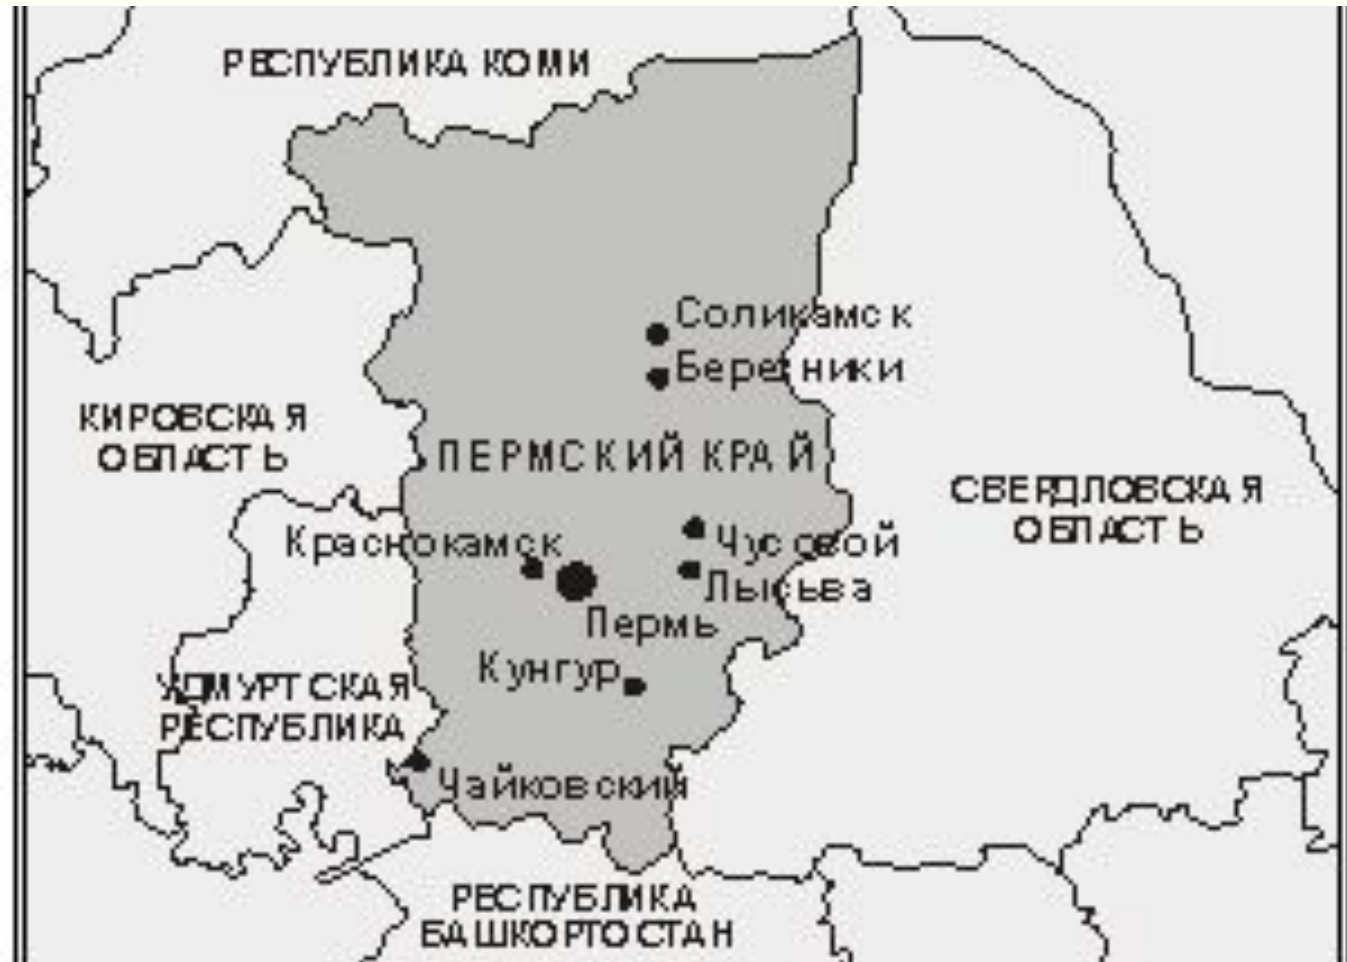 РЕСПУБЛИКА КОМИ
Соликамск
Березники
КИРОВСКАЯ
ОБЛАСТЬ
ПЕРМСКИЙ КРАЙ
СВЕРДЛОВСКАЯ
ОБЛАСТЬ
Краснокамск
Чусовой
Лысьва
Пермь
Кунгур
УДМУРТСКАЯ
РЕСПУБЛИКА
Чайковский
РЕСПУБЛИКА
БАШКОРТОСТАН